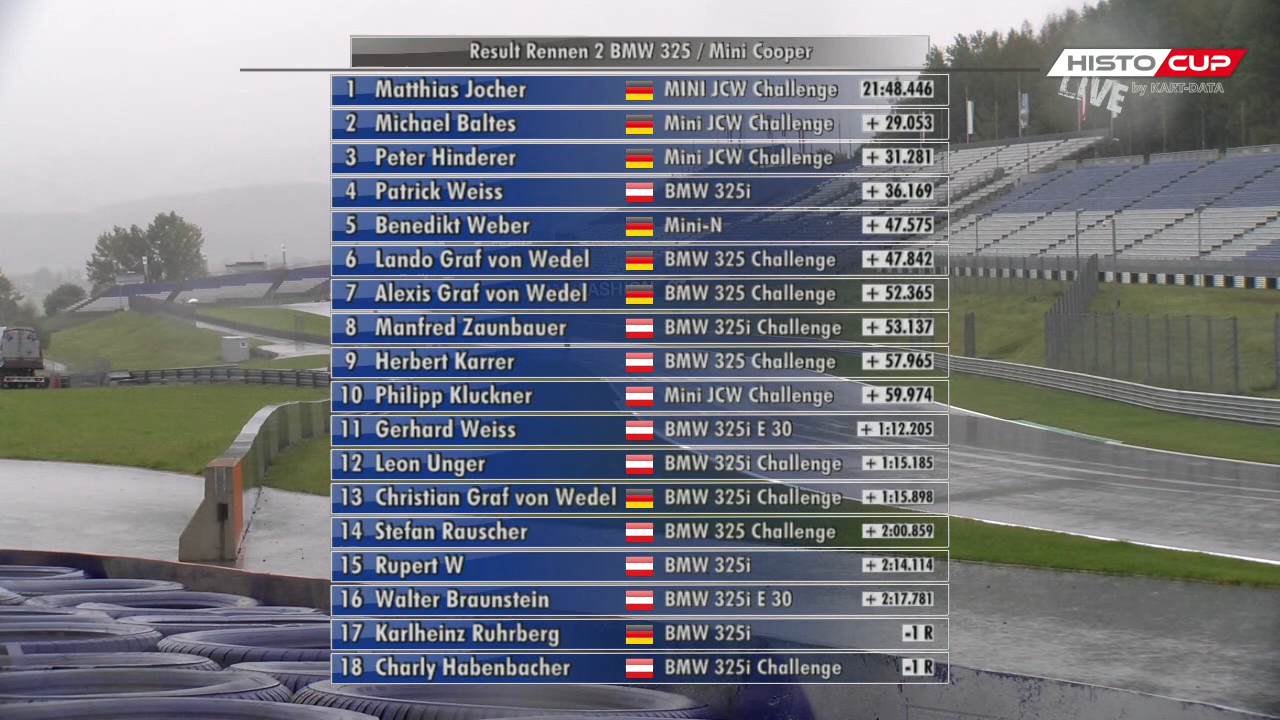 Result Rennen 2 BMW 325 / Mini Cooper
HISTO CUP
LIVE by KART-DATA
1 Matthias Jocher MINI JCW Challenge 21:48.446
2 Michael Baltes Mini JCW Challenge + 29.053
3 Peter Hinderer Mini JCW Challenge + 31.281
4 Patrick Weiss BMW 325i + 36.169
5 Benedikt Weber Mini-N + 47.575
6 Lando Graf von Wedel BMW 325 Challenge + 47.842
7 Alexis Graf von Wedel BMW 325 Challenge + 52.365
8 Manfred Zaunbauer BMW 325i Challenge + 53.137
9 Herbert Karrer BMW 325 Challenge + 57.965
10 Philipp Kluckner Mini JCW Challenge + 59.974
11 Gerhard Weiss BMW 325i E 30 + 1:12.205
12 Leon Unger BMW 325i Challenge + 1:15.185
13 Christian Graf von Wedel BMW 325i Challenge + 1:15.898
14 Stefan Rauscher BMW 325 Challenge + 2:00.859
15 Rupert W BMW 325i + 2:14.114
16 Walter Braunstein BMW 325i E 30 + 2:17.781
17 Karlheinz Ruhrberg BMW 325i -1 R
18 Charly Habenbacher BMW 325i Challenge -1 R